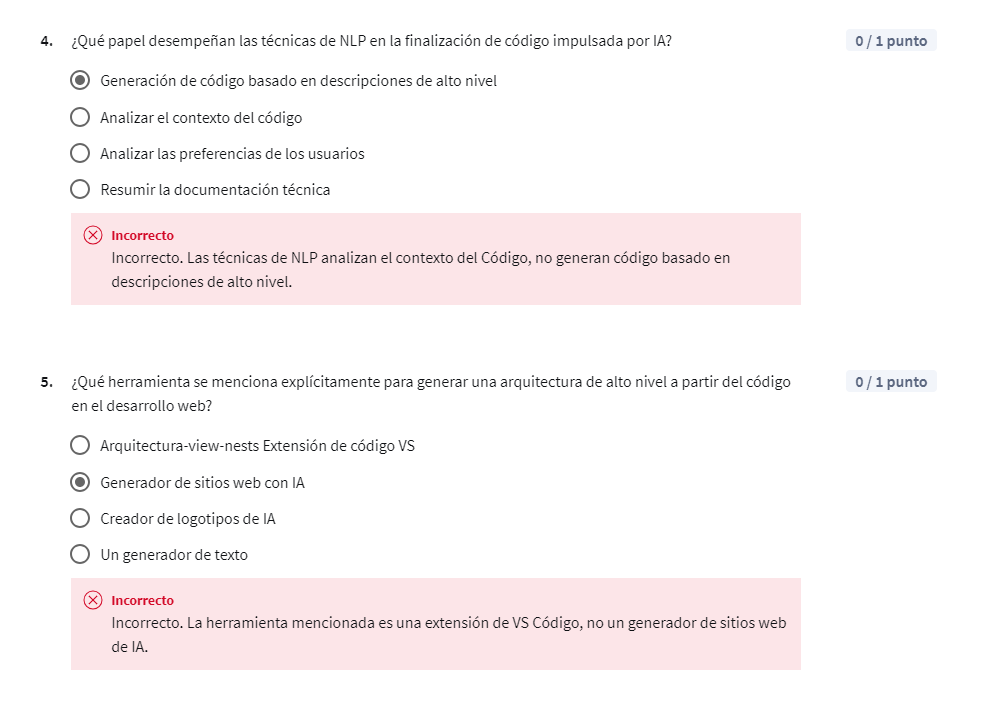 4. ¿Qué papel desempeñan las técnicas de NLP en la finalización de código impulsada por IA?
0 / 1 punto
Generación de código basado en descripciones de alto nivel
Analizar el contexto del código
Analizar las preferencias de los usuarios
Resumir la documentación técnica
Incorrecto
Incorrecto. Las técnicas de NLP analizan el contexto del Código, no generan código basado en
descripciones de alto nivel.
5. ¿Qué herramienta se menciona explícitamente para generar una arquitectura de alto nivel a partir del código
en el desarrollo web?
0 / 1 punto
Arquitectura-view-nests Extensión de código VS
Generador de sitios web con IA
Creador de logotipos de IA
Un generador de texto
Incorrecto
Incorrecto. La herramienta mencionada es una extensión de VS Código, no un generador de sitios web
de IA.